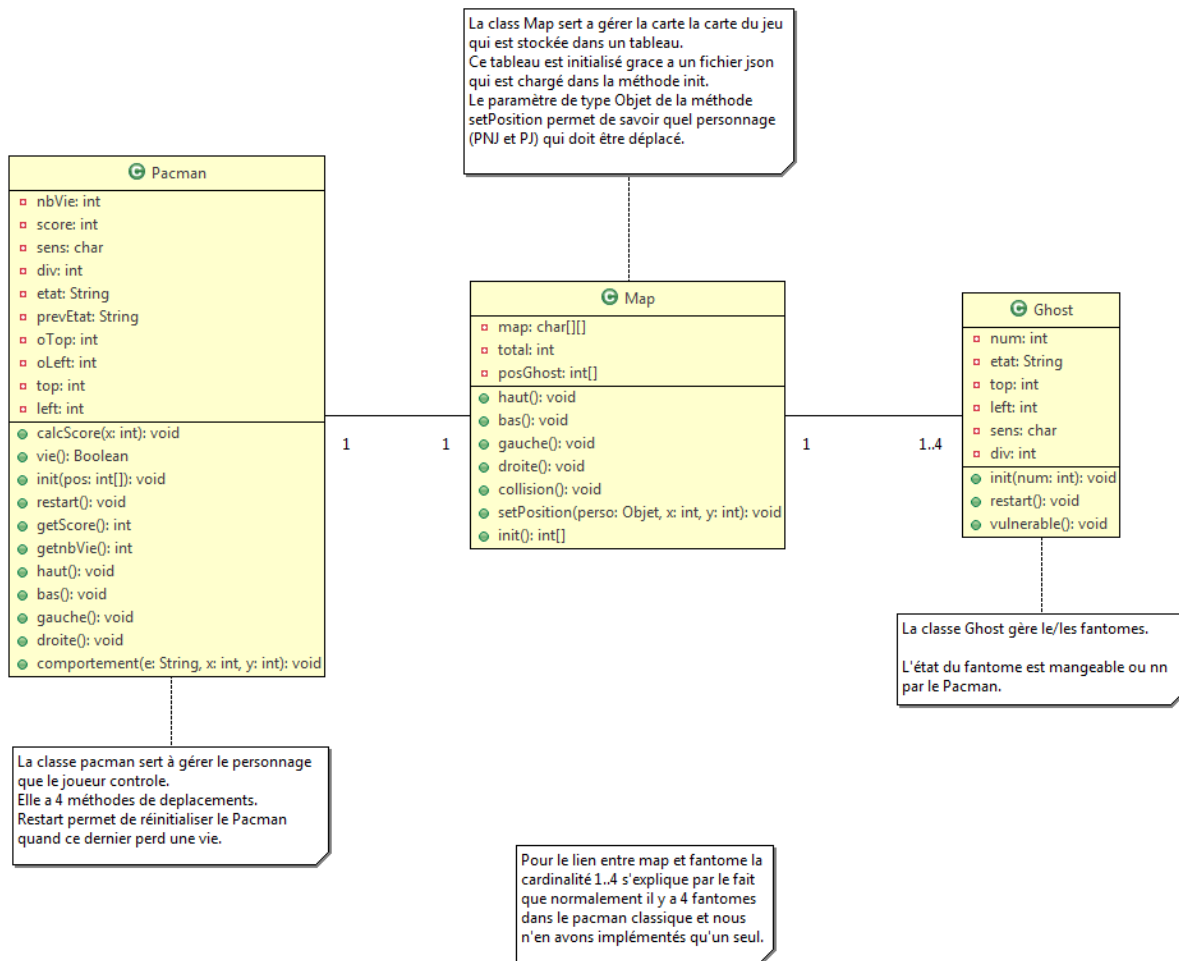 La class Map sert a gérer la carte la carte du jeu
qui est stockée dans un tableau.
Ce tableau est initialisé grace a un fichier json
qui est chargé dans la méthode init.
Le paramètre de type Objet de la méthode
setPosition permet de savoir quel personnage
(PNJ et PJ) qui doit être déplacé.
C Pacman
nbVie: int
score: int
sens: char
div: int
etat: String
prevEtat: String
oTop: int
oLeft: int
top: int
left: int
calcScore(x: int): void
vie(): Boolean
init(pos: int[]): void
restart(): void
getScore(): int
getnbVie(): int
haut(): void
bas(): void
gauche(): void
droite(): void
comportement(e: String, x: int, y: int): void
1
1
C Map
map: char[][]
total: int
posGhost: int[]
haut(): void
bas(): void
gauche(): void
droite(): void
collision(): void
setPosition(perso: Objet, x: int, y: int): void
init(): int[]
1
1..4
C Ghost
num: int
etat: String
top: int
left: int
sens: char
div: int
init(num: int): void
restart(): void
vulnerable(): void
La classe Ghost gère le/les fantomes.
L'état du fantome est mangeable ou nn
par le Pacman.
La classe pacman sert à gérer le personnage
que le joueur controle.
Elle a 4 méthodes de deplacements.
Restart permet de réinitialiser le Pacman
quand ce dernier perd une vie.
Pour le lien entre map et fantome la
cardinalité 1..4 s'explique par le fait
que normalement il y a 4 fantomes
dans le pacman classique et nous
n'en avons implémentés qu'un seul.